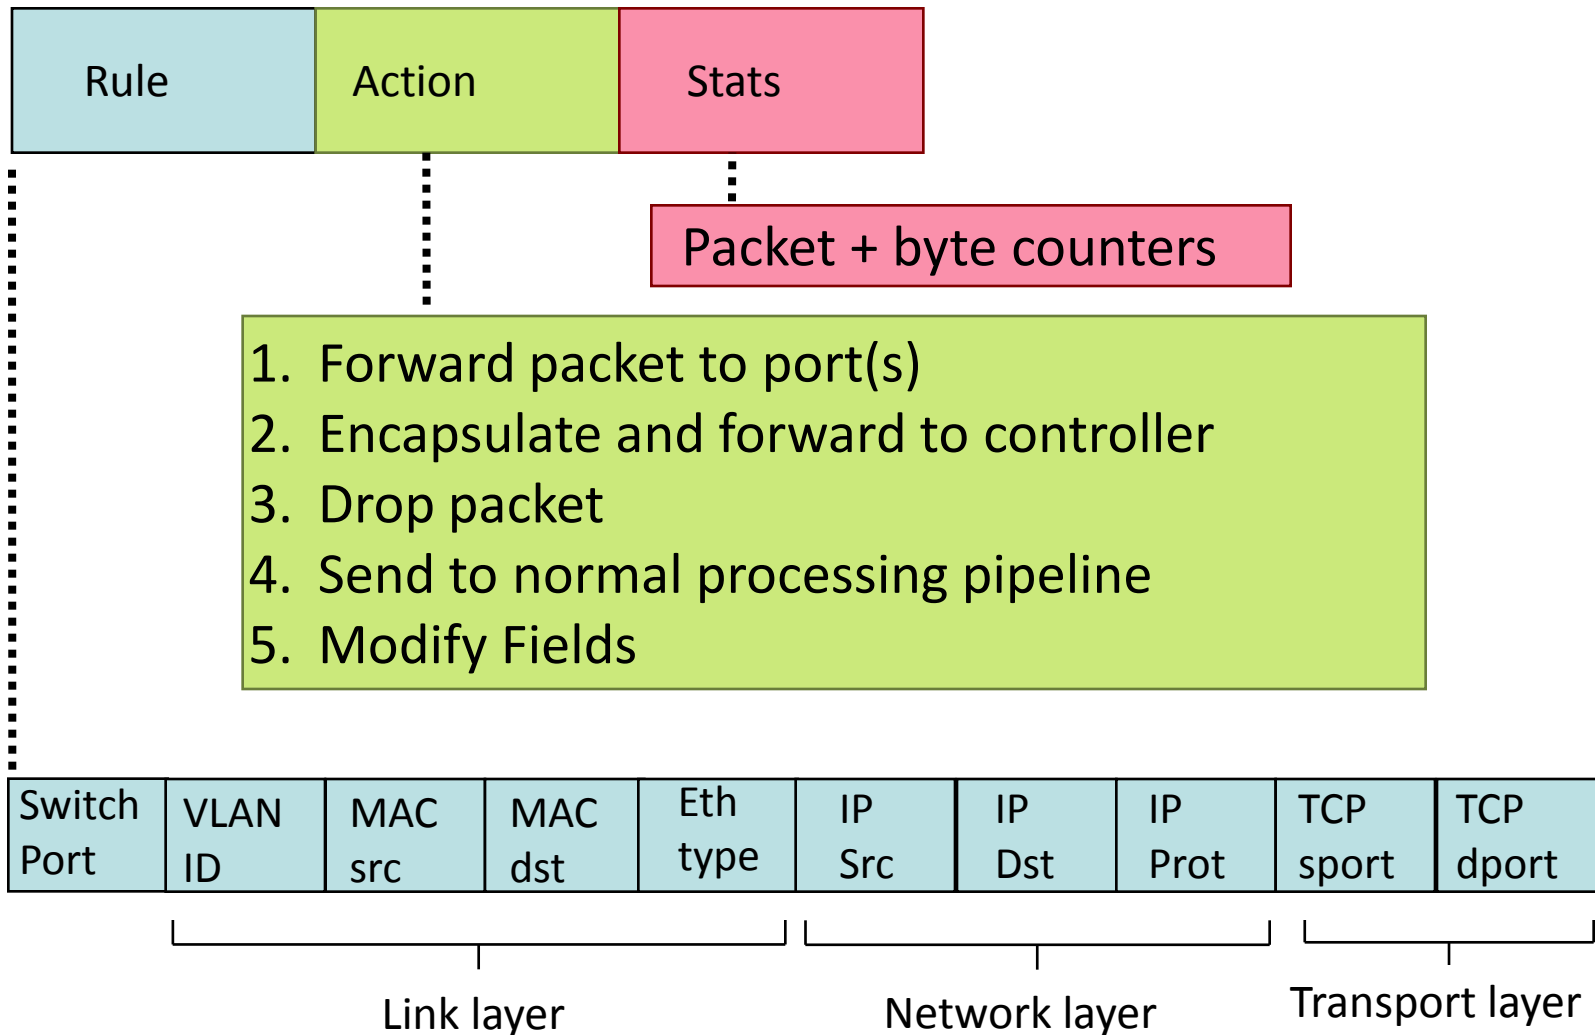 Rule
Action
Stats
Packet + byte counters
1. Forward packet to port(s)
2. Encapsulate and forward to controller
3. Drop packet
4. Send to normal processing pipeline
5. Modify Fields
Switch
Port
VLAN
ID
MAC
src
MAC
dst
Eth
type
IP
Src
IP
Dst
IP
Prot
TCP
sport
TCP
dport
Link layer
Network layer
Transport layer